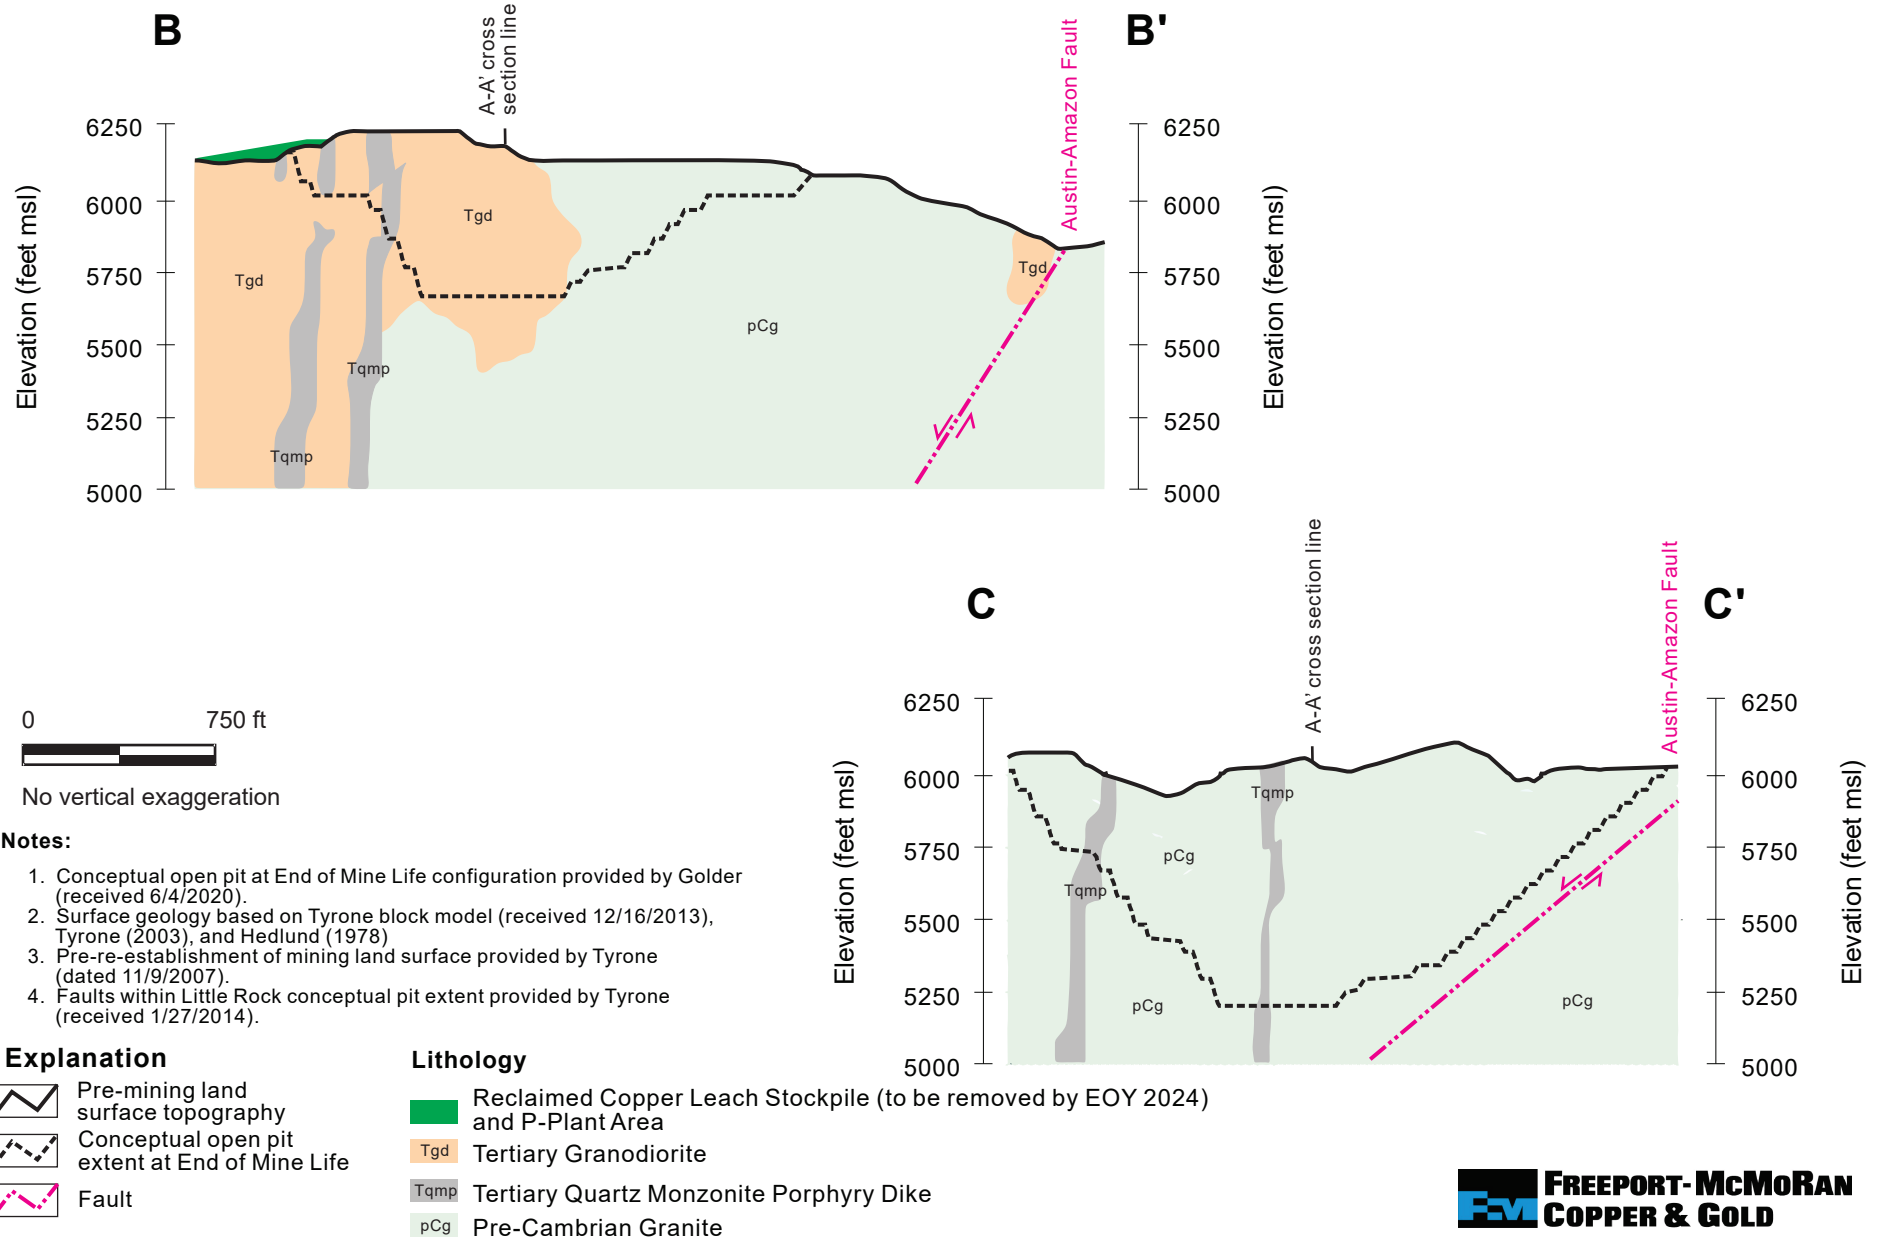 B
A-A' cross
section line
Austin-Amazon Fault
B'
Elevation (feet msl)
6250
6000
5750
5500
5250
5000
Tgd
Tgd
Tgd
pCg
Tqmp
Tqmp
6250
6000
5750
5500
5250
5000
Elevation (feet msl)
C
A-A' cross section line
Austin-Amazon Fault
C'
Elevation (feet msl)
6250
6000
5750
5500
5250
5000
Tqmp
pCg
Tqmp
pCg
pCg
6250
6000
5750
5500
5250
5000
Elevation (feet msl)
0 750 ft
No vertical exaggeration
Notes:
1. Conceptual open pit at End of Mine Life configuration provided by Golder
(received 6/4/2020).
2. Surface geology based on Tyrone block model (received 12/16/2013),
Tyrone (2003), and Hedlund (1978)
3. Pre-re-establishment of mining land surface provided by Tyrone
(dated 11/9/2007).
4. Faults within Little Rock conceptual pit extent provided by Tyrone
(received 1/27/2014).
Explanation
Pre-mining land
surface topography
Conceptual open pit
extent at End of Mine Life
Fault
Lithology
Reclaimed Copper Leach Stockpile (to be removed by EOY 2024)
and P-Plant Area
Tgd Tertiary Granodiorite
Tqmp Tertiary Quartz Monzonite Porphyry Dike
pCg Pre-Cambrian Granite
FM
FREEPORT-MCMORAN
COPPER & GOLD